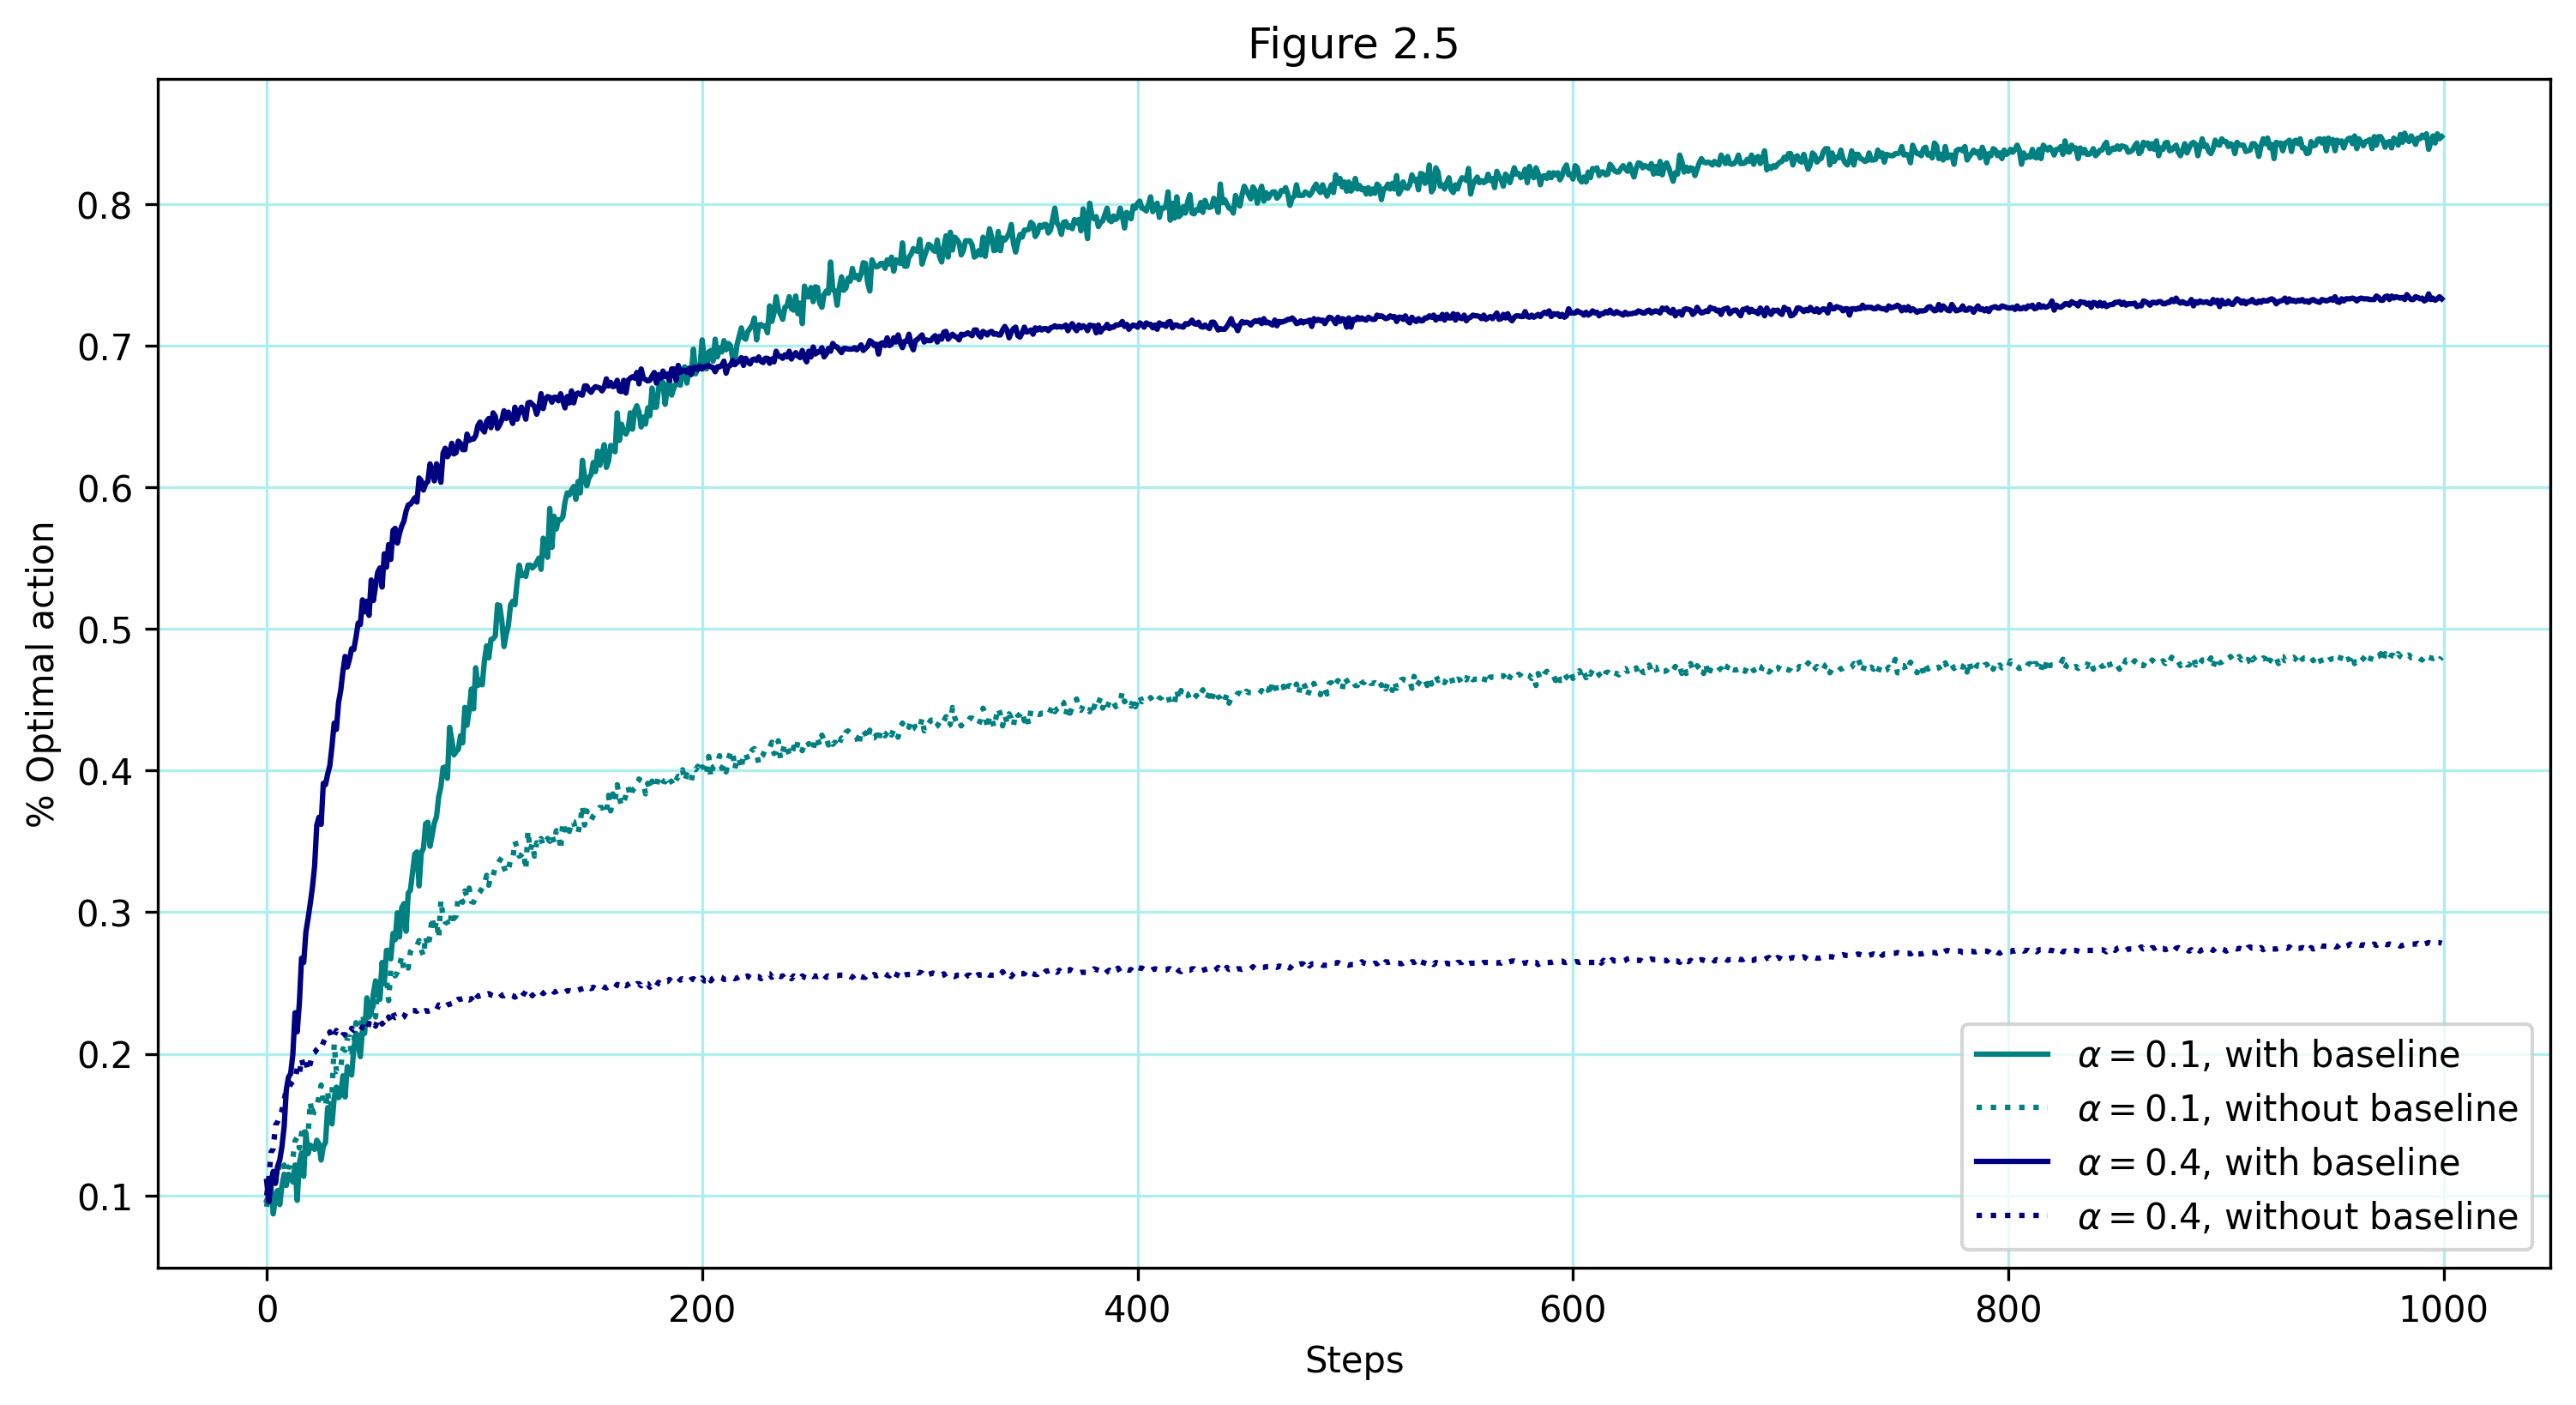 Figure 2.5
% Optimal action
0.8
0.7
0.6
0.5
0.4
0.3
0.2
0.1
0 200 400 600 800 1000
Steps
α = 0.1, with baseline
α = 0.1, without baseline
α = 0.4, with baseline
α = 0.4, without baseline